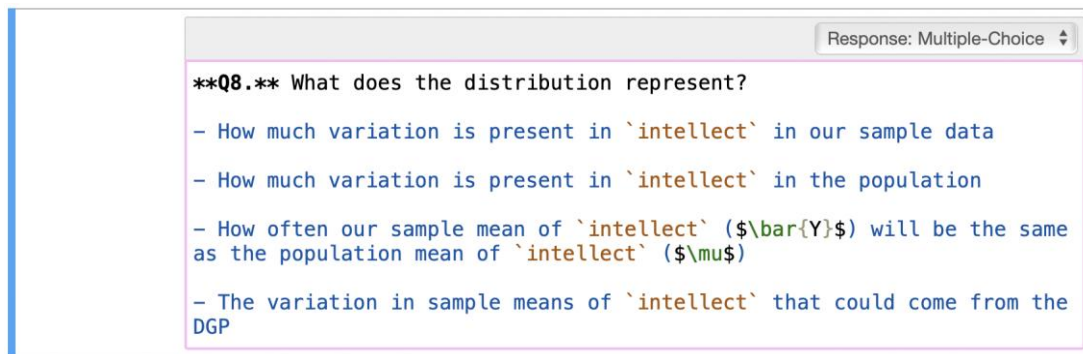 Response: Multiple-Choice
**Q8.** What does the distribution represent?
- How much variation is present in `intellect` in our sample data
- How much variation is present in `intellect` in the population
- How often our sample mean of `intellect` ($\bar{Y}$) will be the same
as the population mean of `intellect` ($\mu$)
- The variation in sample means of `intellect` that could come from the
DGP